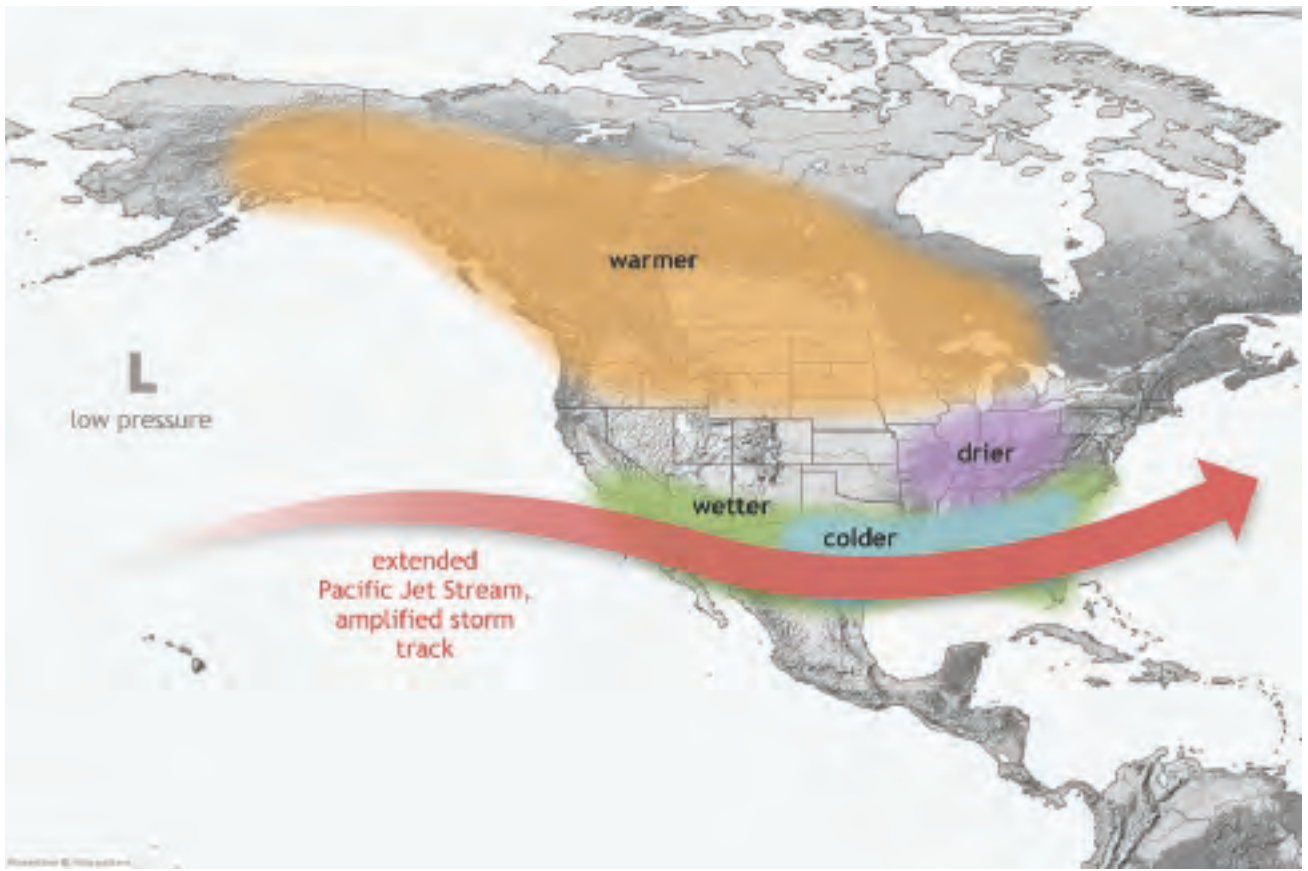 warmer
L
low pressure
drier
wetter
colder
extended
Pacific Jet Stream,
amplified storm
track